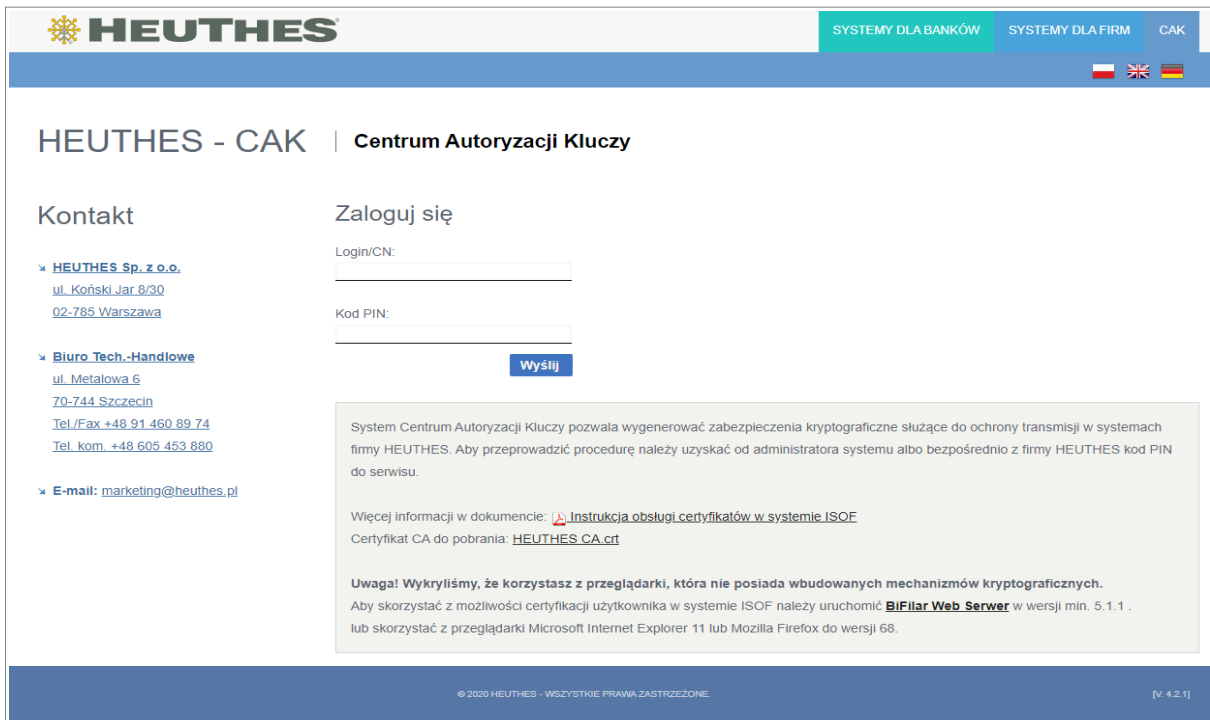 HEUTHES
SYSTEMY DLA BANKÓW
SYSTEMY DLA FIRM
CAK
HEUTHES - CAK
Centrum Autoryzacji Kluczy
Kontakt
HEUTHES Sp. z o.o.
ul. Koński Jar 8/30
02-785 Warszawa
Biuro Tech.-Handlowe
ul. Metalowa 6
70-744 Szczecin
Tel./Fax +48 91 460 89 74
Tel. kom. +48 605 453 880
E-mail: marketing@heuthes.pl
Zaloguj się
Login/CN:
Kod PIN:
Wyślij
System Centrum Autoryzacji Kluczy pozwala wygenerować zabezpieczenia kryptograficzne służące do ochrony transmisji w systemach
firmy HEUTHES. Aby przeprowadzić procedurę należy uzyskać od administratora systemu albo bezpośrednio z firmy HEUTHES kod PIN
do serwisu.
Więcej informacji w dokumencie: Instrukcja obsługi certyfikatów w systemie ISOF
Certyfikat CA do pobrania: HEUTHES CA.crt
Uwaga! Wykryliśmy, że korzystasz z przeglądarki, która nie posiada wbudowanych mechanizmów kryptograficznych.
Aby skorzystać z możliwości certyfikacji użytkownika w systemie ISOF należy uruchomić BiFilar Web Serwer w wersji min. 5.1.1 .
lub skorzystać z przeglądarki Microsoft Internet Explorer 11 lub Mozilla Firefox do wersji 68.
© 2020 HEUTHES - WSZYSTKIE PRAWA ZASTRZEŻONE.
[V. 4.2.1]